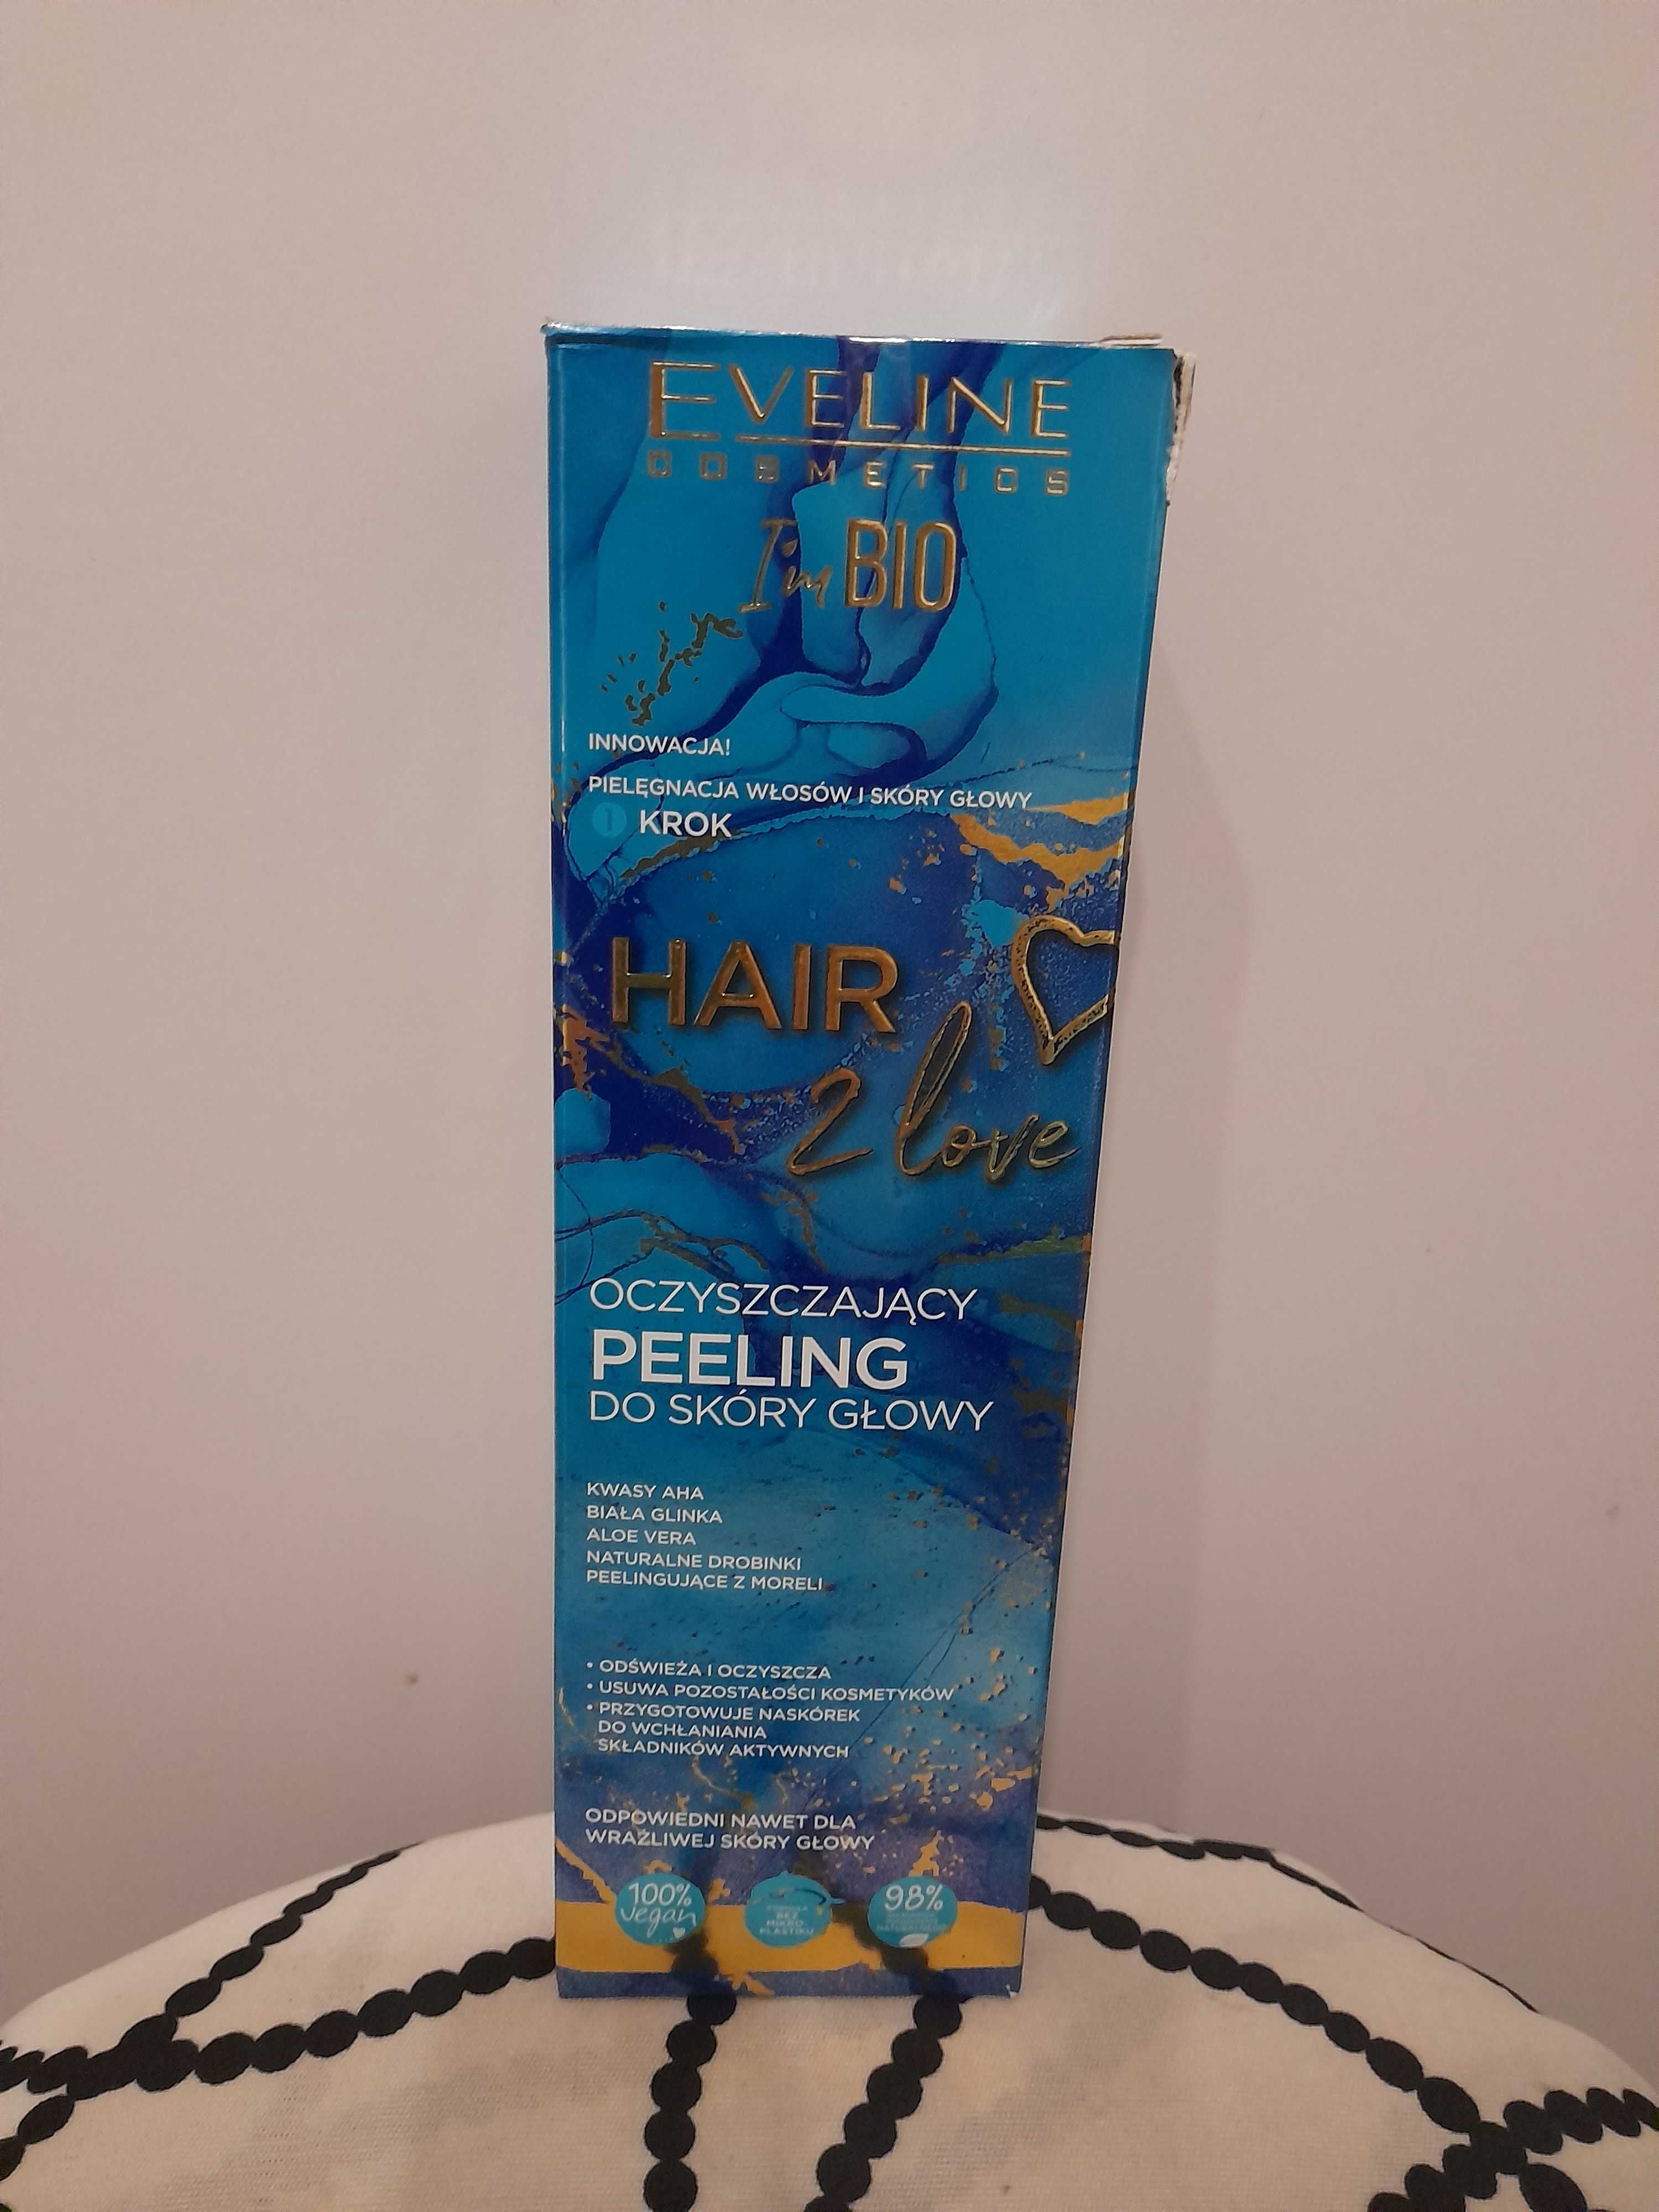 EVELINE
COSMETICS
I'm BIO
INNOWACJA!
PIELĘGNACJA WŁOSÓW I SKÓRY GŁOWY
1 KROK
HAIR
2 love
OCZYSZCZAJĄCY
PEELING
DO SKÓRY GŁOWY
KWASY AHA
BIAŁA GLINKA
ALOE VERA
NATURALNE DROBINKI
PEELINGUJĄCE Z MORELI
• ODŚWIEŻA I OCZYSZCZA
• USUWA POZOSTAŁOŚCI KOSMETYKÓW
• PRZYGOTOWUJE NASKÓREK
DO WCHŁANIANIA
SKŁADNIKÓW AKTYWNYCH
ODPOWIEDNI NAWET DLA
WRAŻLIWEJ SKÓRY GŁOWY
100%
vegan
FORMUŁA
BEZ
MIKRO-
PLASTIKU
98%